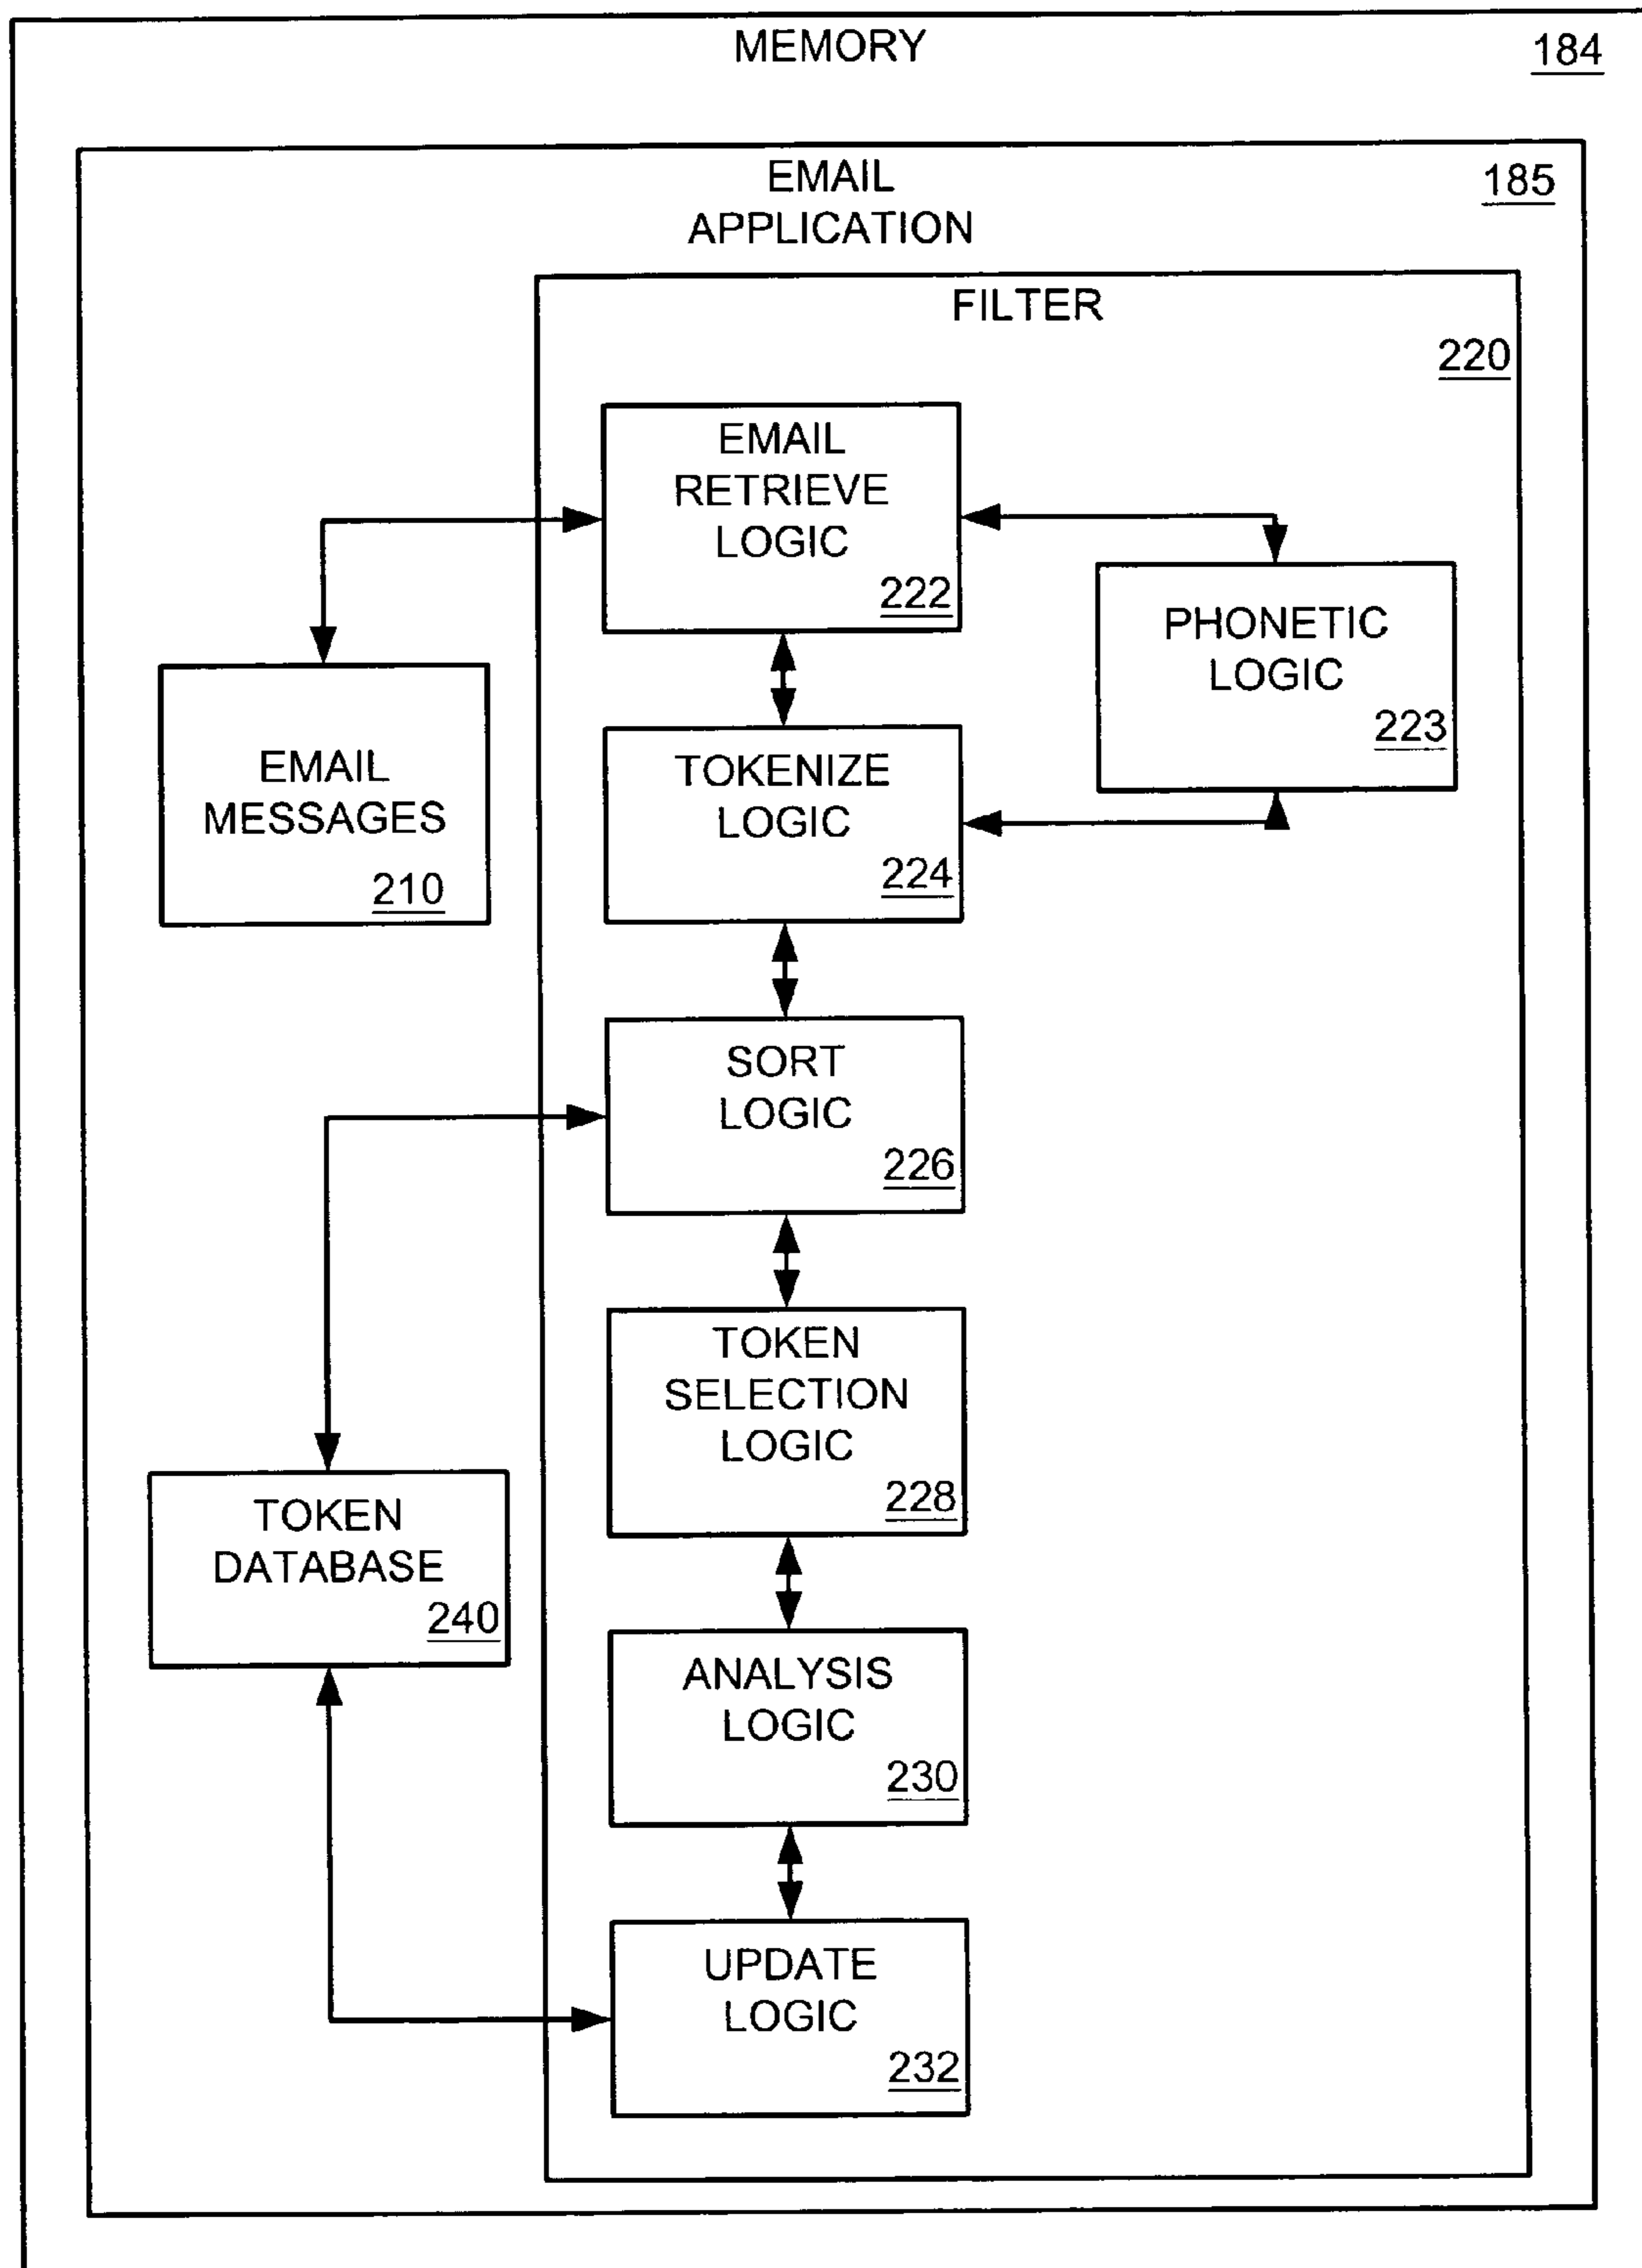 MEMORY
184
EMAIL
APPLICATION
185
FILTER
220
EMAIL
RETRIEVE
LOGIC
222
PHONETIC
LOGIC
223
EMAIL
MESSAGES
210
TOKENIZE
LOGIC
224
SORT
LOGIC
226
TOKEN
SELECTION
LOGIC
228
TOKEN
DATABASE
240
ANALYSIS
LOGIC
230
UPDATE
LOGIC
232